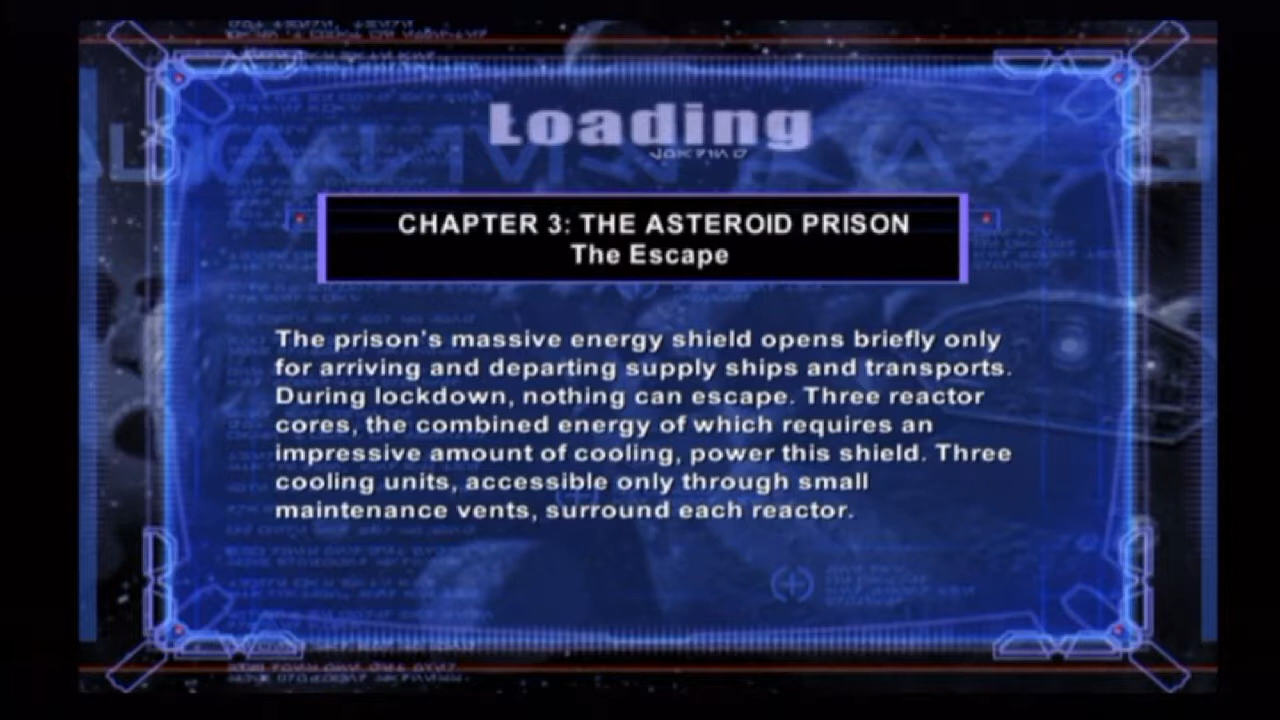 Loading
CHAPTER 3: THE ASTEROID PRISON
The Escape
The prison's massive energy shield opens briefly only
for arriving and departing supply ships and transports.
During lockdown, nothing can escape. Three reactor
cores, the combined energy of which requires an
impressive amount of cooling, power this shield. Three
cooling units, accessible only through small
maintenance vents, surround each reactor.